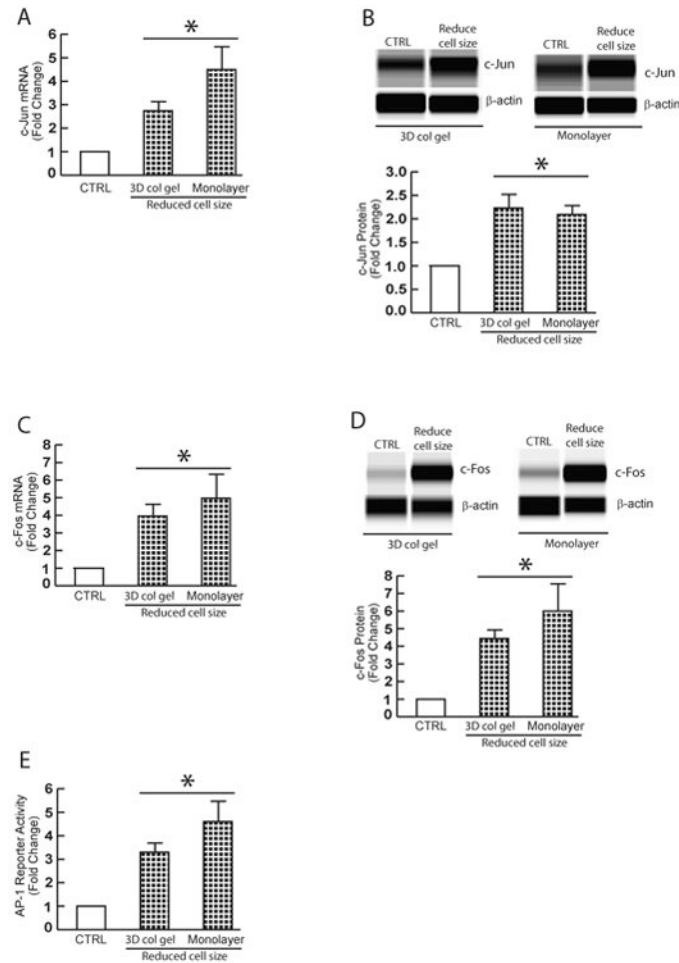 A
c-Jun mRNA
(Fold Change)
6
5
4
3
2
1
0
*
CTRL
3D col gel
Monolayer
Reduced cell size
B
CTRL
Reduce
cell size
c-Jun
β-actin
3D col gel
CTRL
Reduce
cell size
c-Jun
β-actin
Monolayer
c-Jun Protein
(Fold Change)
3.0
2.5
2.0
1.5
1.0
0.5
0.0
*
CTRL
3D col gel
Monolayer
Reduced cell size
C
c-Fos mRNA
(Fold Change)
8
7
6
5
4
3
2
1
0
*
CTRL
3D col gel
Monolayer
Reduced cell size
D
CTRL
Reduce
cell size
c-Fos
β-actin
3D col gel
CTRL
Reduce
cell size
c-Fos
β-actin
Monolayer
c-Fos Protein
(Fold Change)
8
7
6
5
4
3
2
1
0
*
CTRL
3D col gel
Monolayer
Reduced cell size
E
AP-1 Reporter Activity
(Fold Change)
6
5
4
3
2
1
0
*
CTRL
3D col gel
Monolayer
Reduced cell size